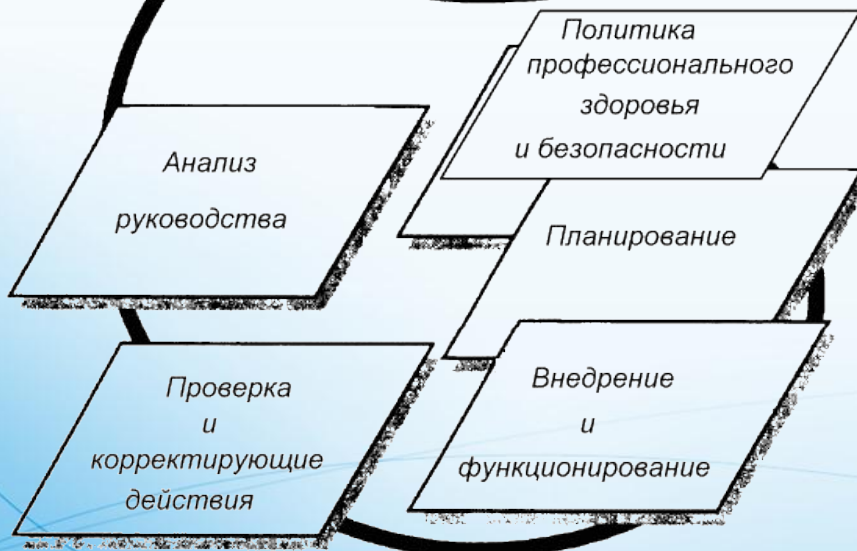 Политика
профессионального
здоровья
и безопасности
Анализ
руководства
Планирование
Проверка
и
корректирующие
действия
Внедрение
и
функционирование